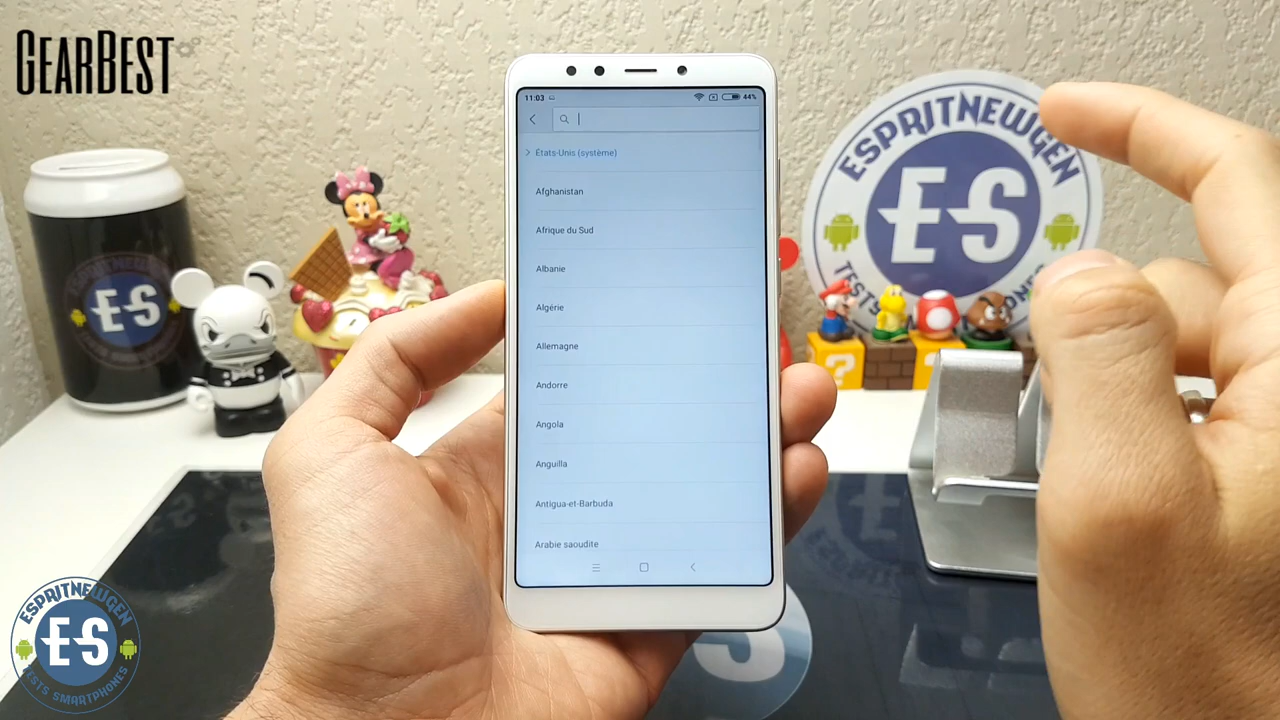 GEARBEST
11:03
44%
États-Unis (système)
Afghanistan
Afrique du Sud
Albanie
Algérie
Allemagne
Andorre
Angola
Anguilla
Antigua-et-Barbuda
Arabie saoudite
ESPRITNEWGEN
ES
TESTS
ES
?
?
ESPRITNEWGEN
ES
TESTS SMARTPHONES
S